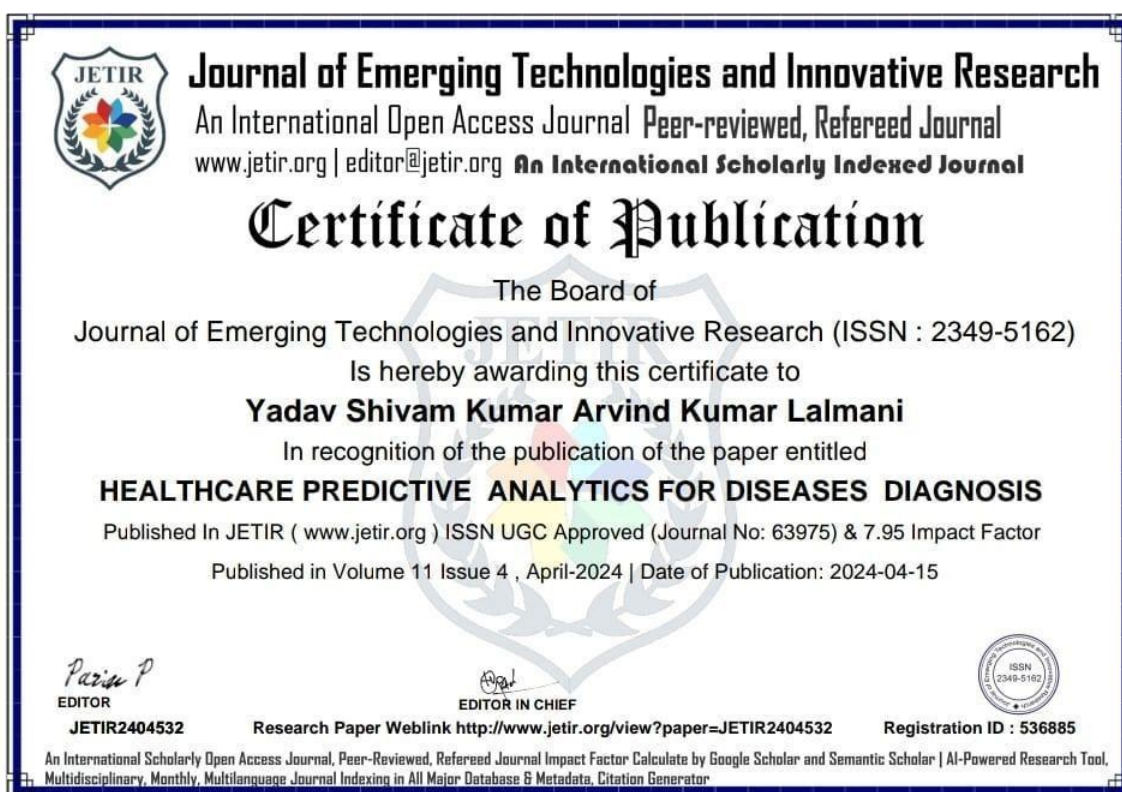 JETIR
Journal of Emerging Technologies and Innovative Research
An International Open Access Journal Peer-reviewed, Refereed Journal
www.jetir.org | editor@jetir.org An International Scholarly Indexed Journal
Certificate of Publication
The Board of
Journal of Emerging Technologies and Innovative Research (ISSN : 2349-5162)
Is hereby awarding this certificate to
Yadav Shivam Kumar Arvind Kumar Lalmani
In recognition of the publication of the paper entitled
HEALTHCARE PREDICTIVE ANALYTICS FOR DISEASES DIAGNOSIS
Published In JETIR ( www.jetir.org ) ISSN UGC Approved (Journal No: 63975) & 7.95 Impact Factor
Published in Volume 11 Issue 4 , April-2024 | Date of Publication: 2024-04-15
EDITOR
EDITOR IN CHIEF
ISSN
2349-5162
Journal of Emerging Technologies and Innovative Research
JETIR2404532 Research Paper Weblink http://www.jetir.org/view?paper=JETIR2404532 Registration ID : 536885
An International Scholarly Open Access Journal, Peer-Reviewed, Refereed Journal Impact Factor Calculate by Google Scholar and Semantic Scholar | AI-Powered Research Tool,
Multidisciplinary, Monthly, Multilanguage Journal Indexing in All Major Database & Metadata, Citation Generator
JETIR